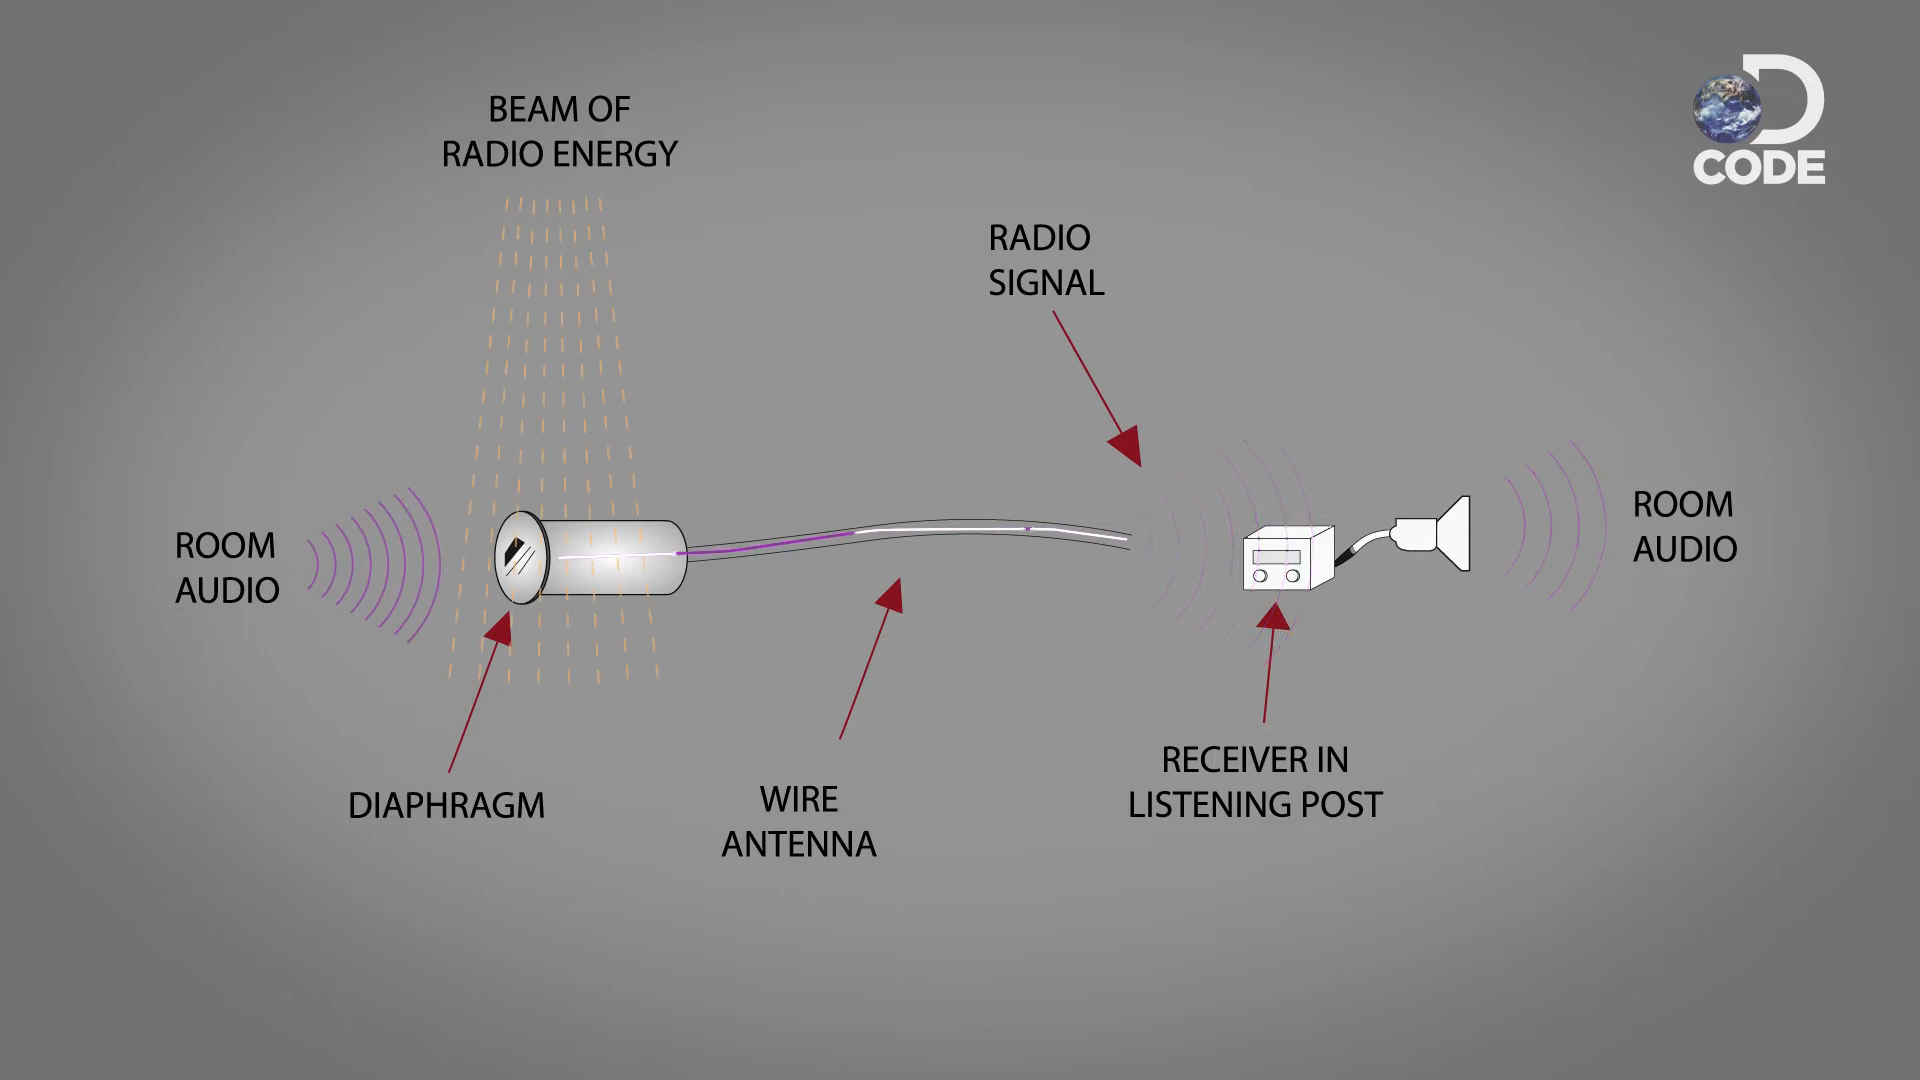 BEAM OF
RADIO ENERGY
CODE
RADIO
SIGNAL
ROOM
AUDIO
ROOM
AUDIO
DIAPHRAGM
WIRE
ANTENNA
RECEIVER IN
LISTENING POST